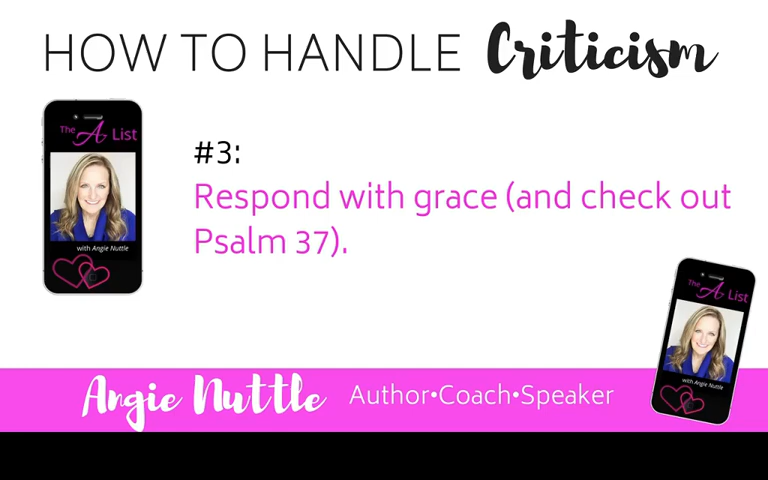 HOW TO HANDLE Criticism
The A List
with Angie Nuttle
#3:
Respond with grace (and check out
Psalm 37).
The A List
with Angie Nuttle
Angie Nuttle Author•Coach•Speaker